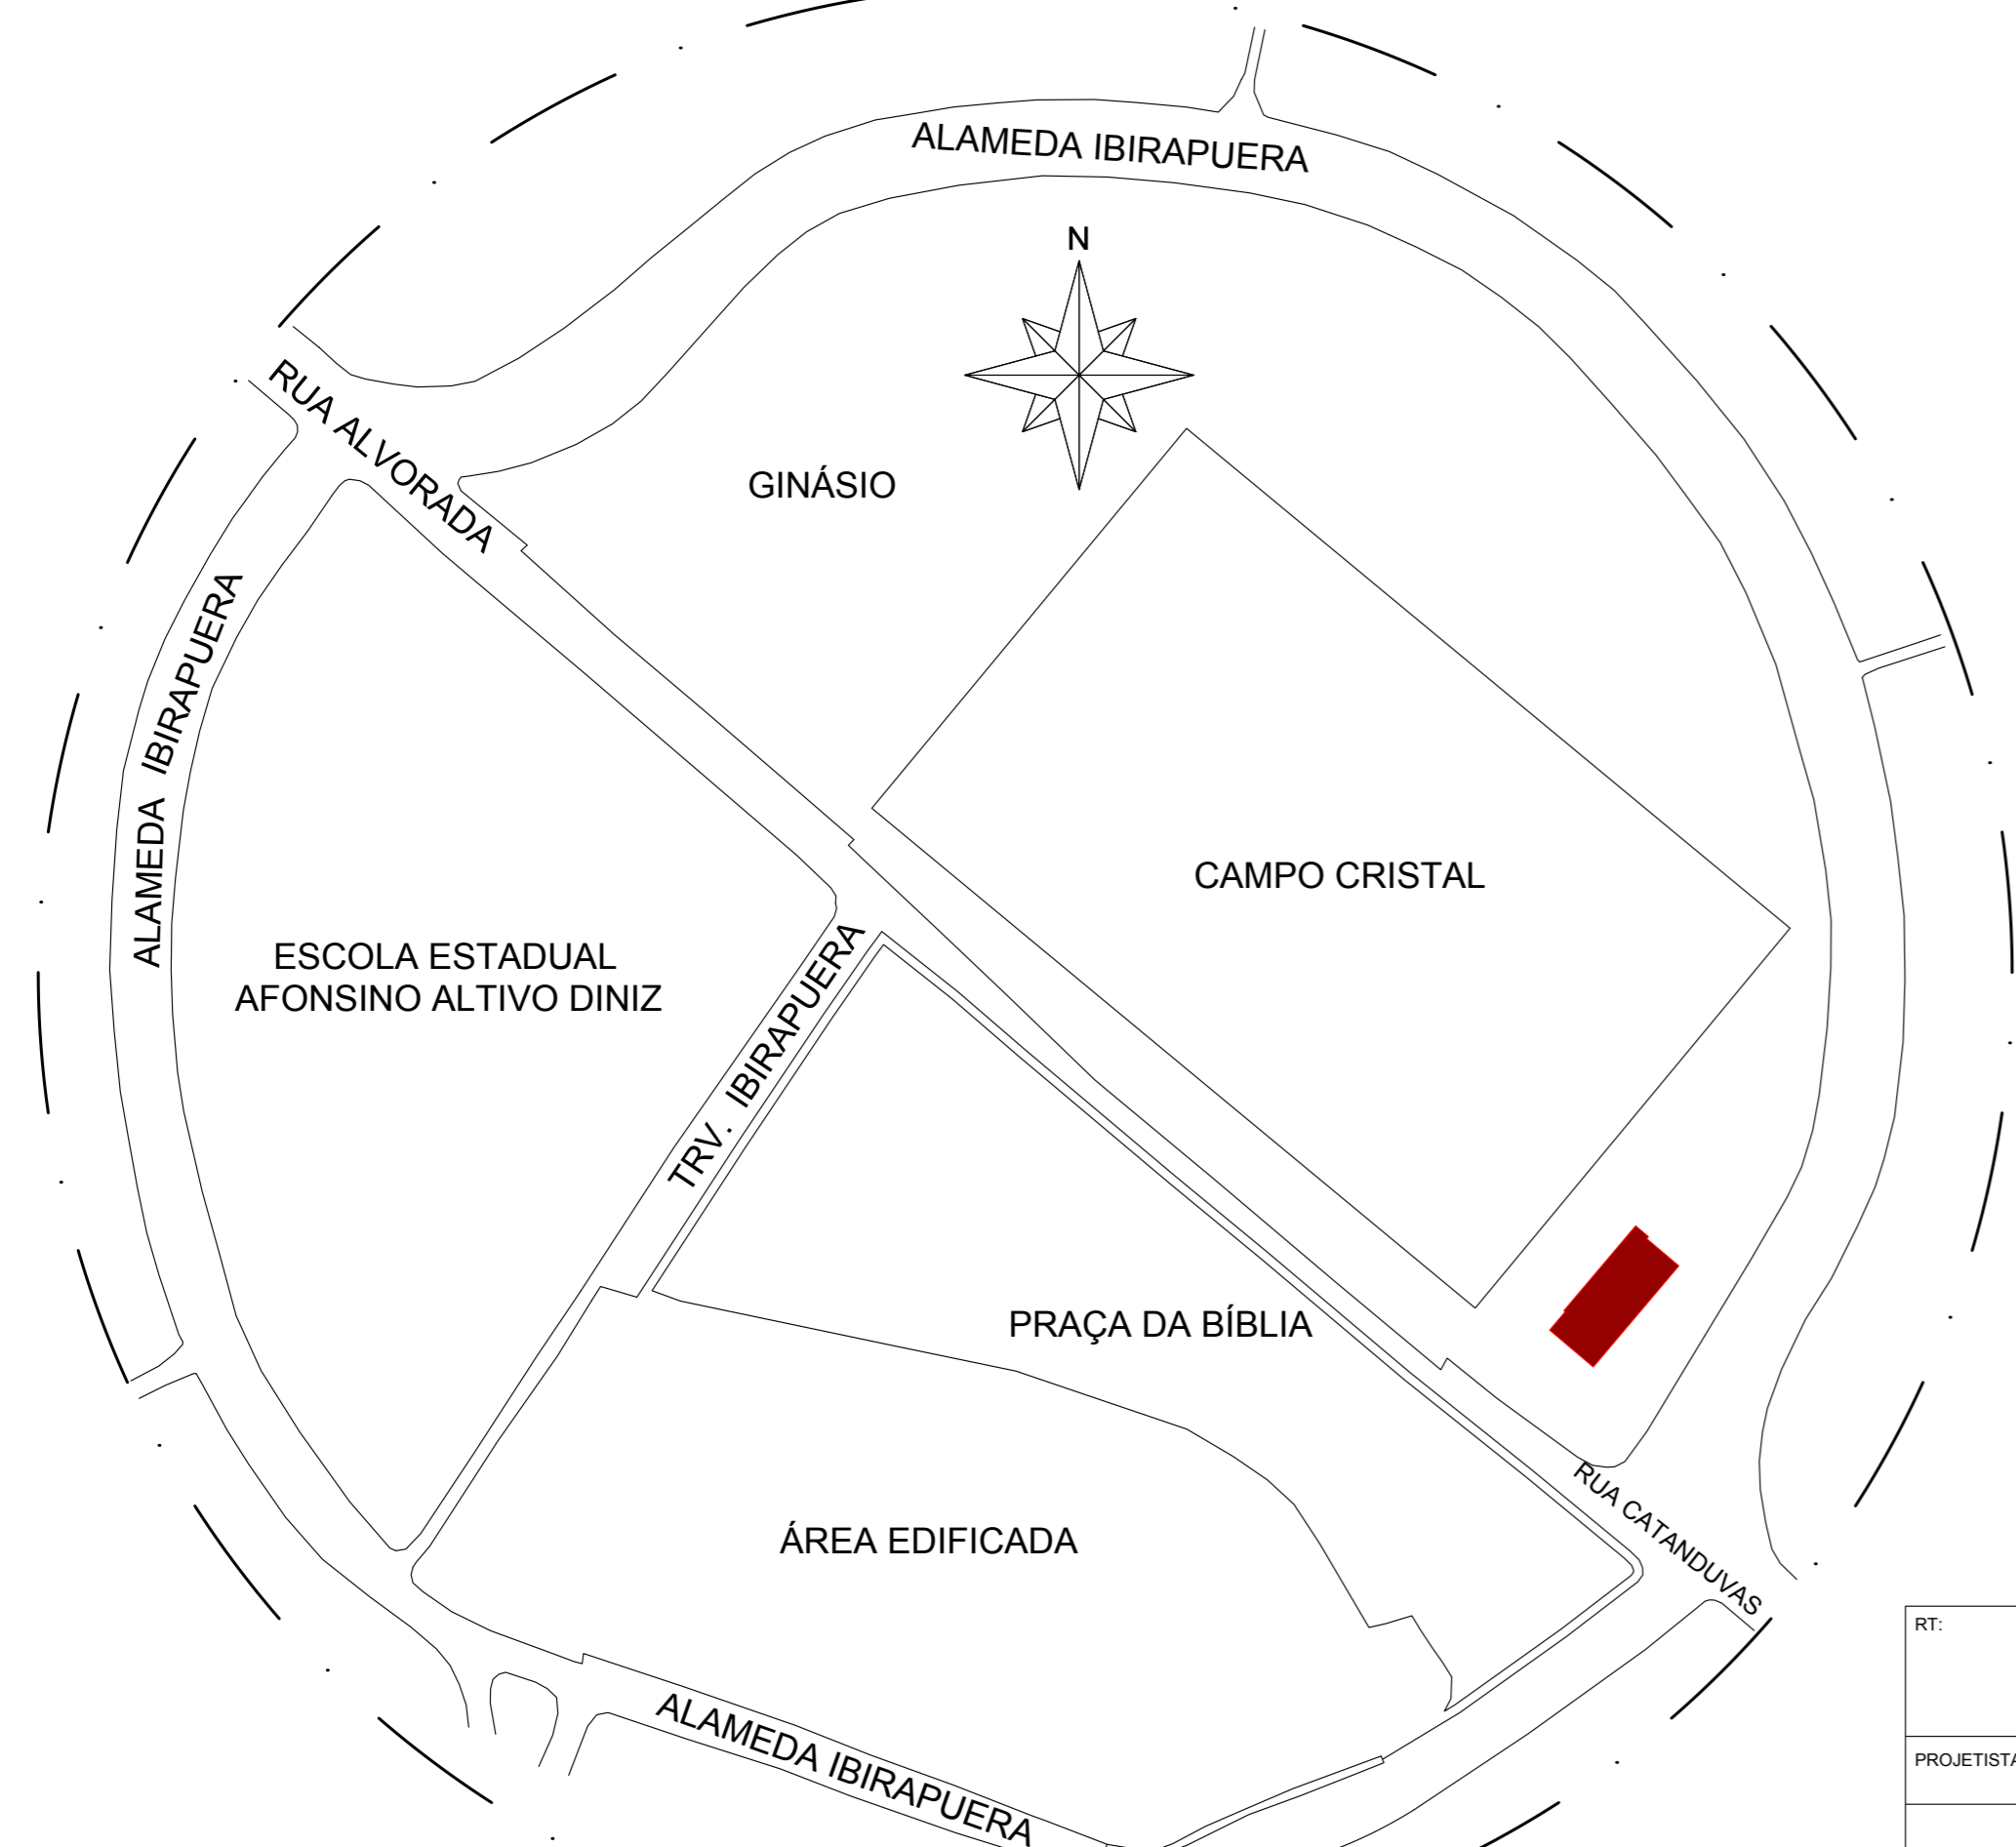 ALAMEDA IBIRAPUERA
N
RUA ALVORADA
GINÁSIO
ALAMEDA IBIRAPUERA
CAMPO CRISTAL
ESCOLA ESTADUAL
AFONSINO ALTIVO DINIZ
TRV. IBIRAPUERA
PRAÇA DA BÍBLIA
RUA CATANDUVAS
ÁREA EDIFICADA
RT:
ALAMEDA IBIRAPUERA
PROJETISTA